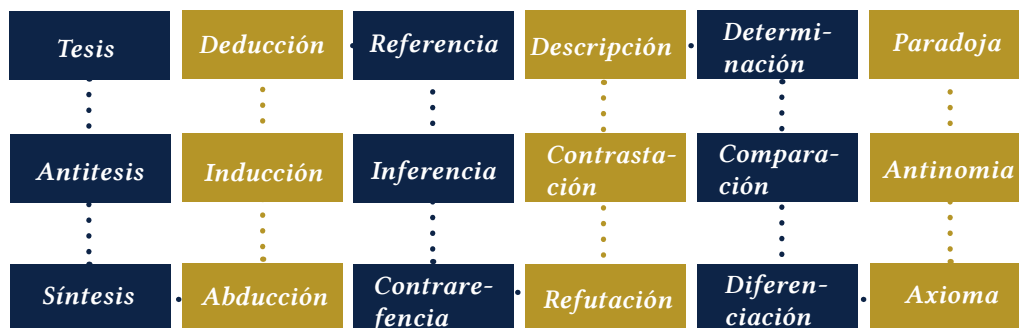 Tesis
Deducción
Referencia
Descripción
Determi-
nación
Paradoja
Antitesis
Inducción
Inferencia
Contrasta-
ción
Compara-
ción
Antinomia
Síntesis
Abducción
Contrare-
fencia
Refutación
Diferen-
ciación
Axioma